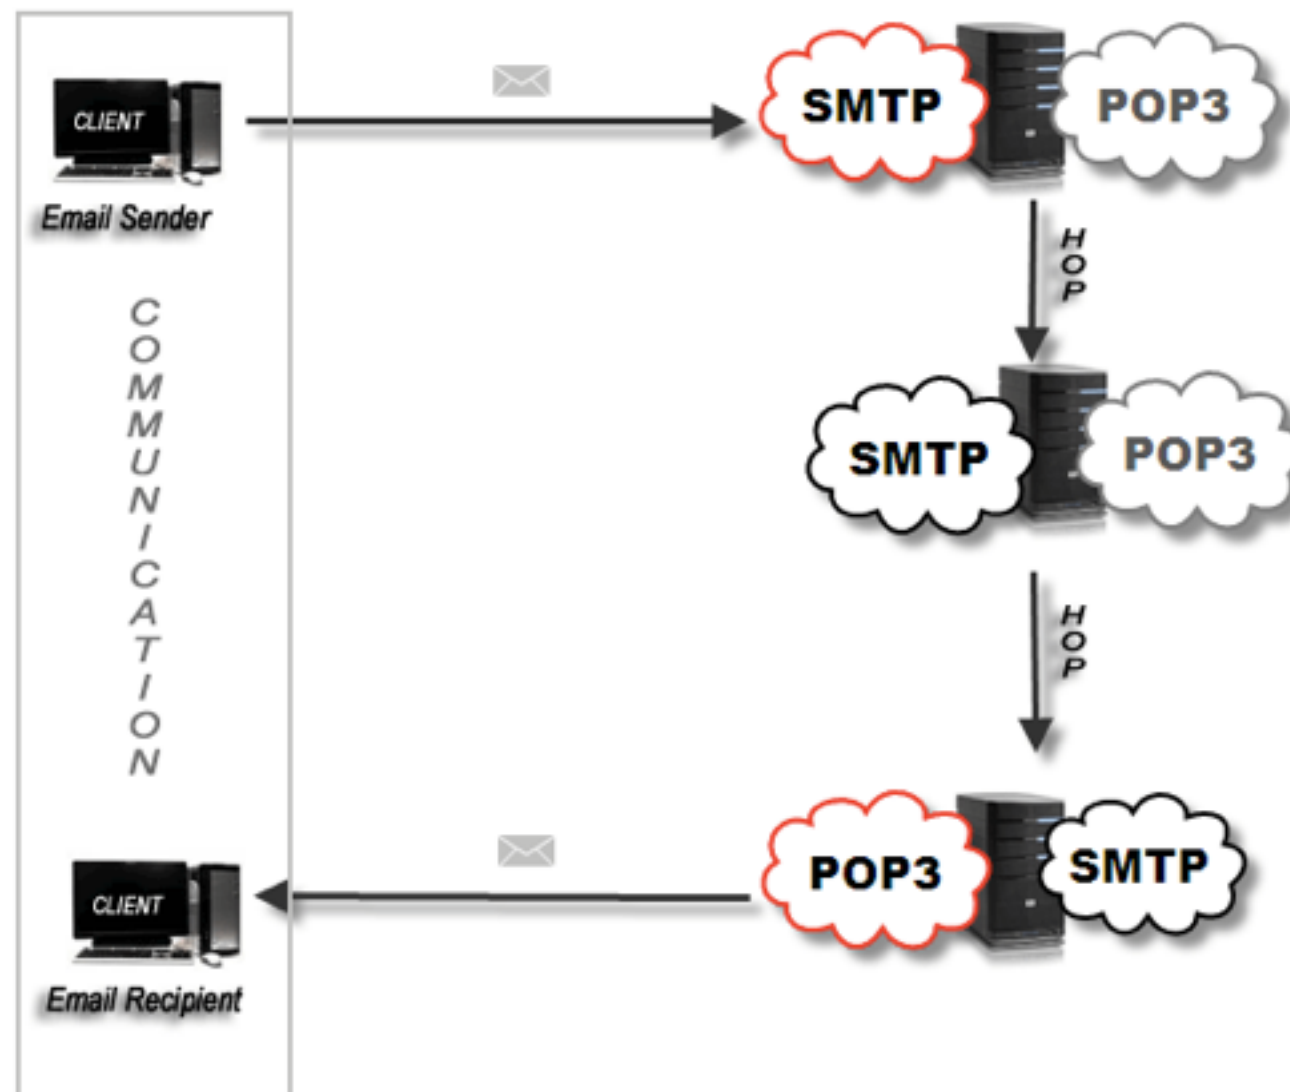 CLIENT
Email Sender
SMTP
POP3
HOP
COMMUNICATION
SMTP
POP3
HOP
POP3
SMTP
CLIENT
Email Recipient